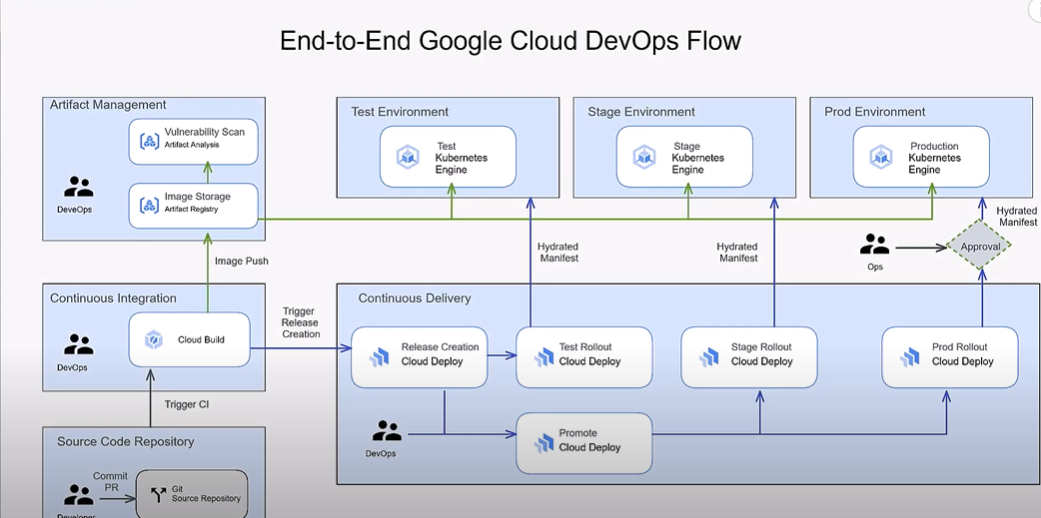 End-to-End Google Cloud DevOps Flow
Artifact Management
Vulnerability Scan
Artifact Analysis
DeveOps
Image Storage
Artifact Registry
Test Environment
Test
Kubernetes
Engine
Stage Environment
Stage
Kubernetes
Engine
Prod Environment
Production
Kubernetes
Engine
Image Push
Hydrated
Manifest
Hydrated
Manifest
Hydrated
Manifest
Ops
Approval
Continuous Integration
DevOps
Cloud Build
Trigger
Release
Creation
Continuous Delivery
Release Creation
Cloud Deploy
Test Rollout
Cloud Deploy
Stage Rollout
Cloud Deploy
Prod Rollout
Cloud Deploy
DevOps
Promote
Cloud Deploy
Trigger CI
Source Code Repository
Commit
PR
Developer
Git
Source Repository